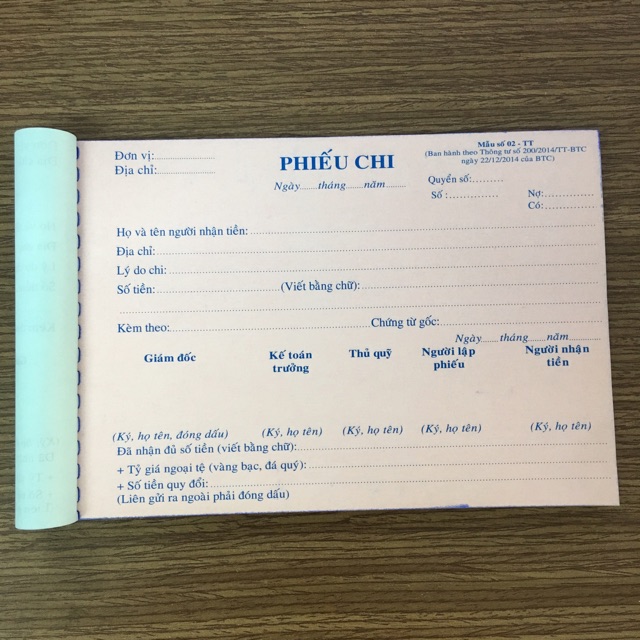 Đơn vị:
Địa chỉ:
PHIẾU CHI
Ngày......tháng......năm......
Mẫu số 02 - TT
(Ban hành theo Thông tư số 200/2014/TT-BTC
ngày 22/12/2014 của BTC)
Quyển số:.........
Số :.............
Nợ:..............
Có:..............
Họ và tên người nhận tiền:
Địa chỉ:
Lý do chi:
Số tiền: (Viết bằng chữ):
Kèm theo: Chứng từ gốc:
Ngày......tháng......năm......
Giám đốc Kế toán trưởng Thủ quỹ Người lập phiếu Người nhận tiền
(Ký, họ tên, đóng dấu) (Ký, họ tên) (Ký, họ tên) (Ký, họ tên) (Ký, họ tên)
Đã nhận đủ số tiền (viết bằng chữ):
+ Tỷ giá ngoại tệ (vàng bạc, đá quý):
+ Số tiền quy đổi:
(Liên gửi ra ngoài phải đóng dấu)